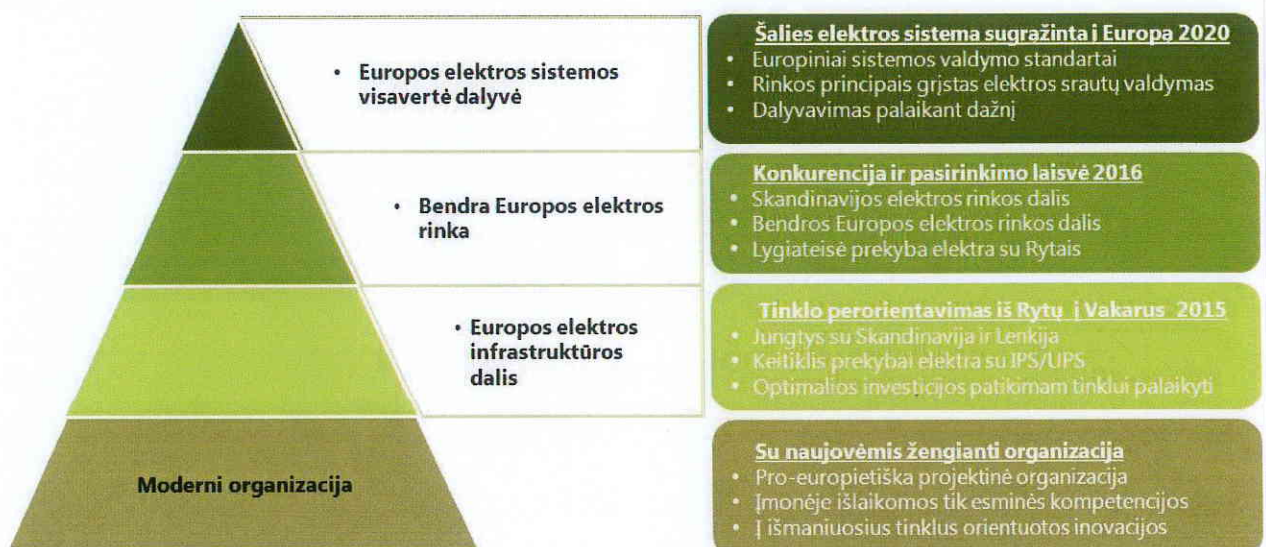 • Europos elektros sistemos
visavertė dalyvė
Šalies elektros sistema sugrąžinta į Europą 2020
• Europiniai sistemos valdymo standartai
• Rinkos principais grįstas elektros srautų valdymas
• Dalyvavimas palaikant dažnį
• Bendra Europos elektros
rinka
Konkurencija ir pasirinkimo laisvė 2016
• Skandinavijos elektros rinkos dalis
• Bendros Europos elektros rinkos dalis
• Lygiateisė prekyba elektra su Rytais
• Europos elektros
infrastruktūros
dalis
Tinklo perorientavimas iš Rytų į Vakarus 2015
• Jungtys su Skandinavija ir Lenkija
• Keitiklis prekybai elektra su IPS/UPS
• Optimalios investicijos patikimam tinklui palaikyti
Moderni organizacija
Su naujovėmis žengianti organizacija
• Pro-europietiška projektinė organizacija
• Įmonėje išlaikomos tik esminės kompetencijos
• Į išmaniuosius tinklus orientuotos inovacijos